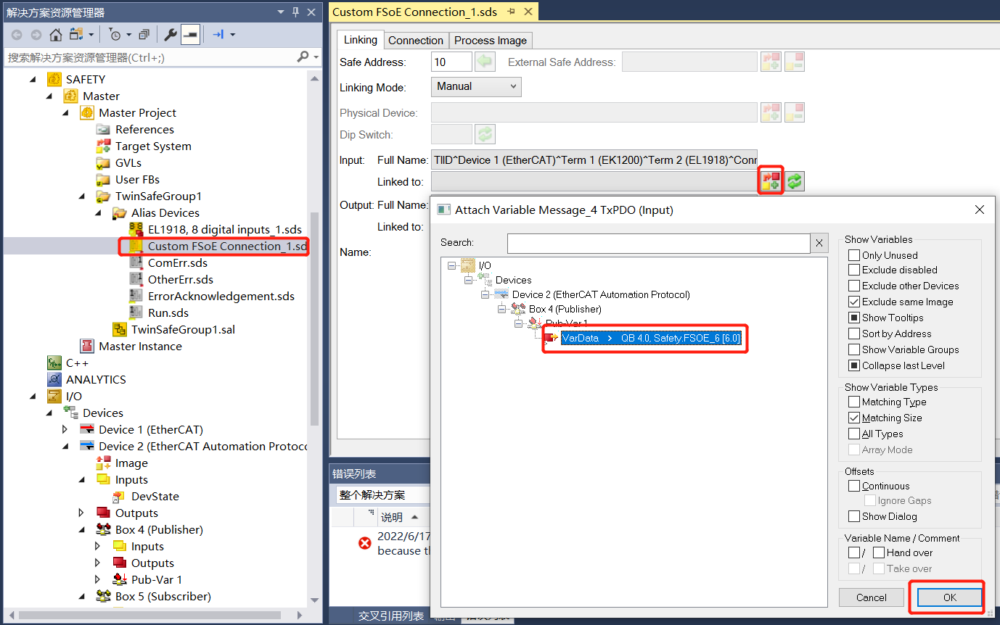 解决方案资源管理器
搜索解决方案资源管理器(Ctrl+;)
SAFETY
Master
Master Project
References
Target System
GVLs
User FBs
TwinSafeGroup1
Alias Devices
EL1918, 8 digital inputs_1.sds
Custom FSoE Connection_1.sd
ComErr.sds
OtherErr.sds
ErrorAcknowledgement.sds
Run.sds
TwinSafeGroup1.sal
Master Instance
C++
ANALYTICS
I/O
Devices
Device 1 (EtherCAT)
Device 2 (EtherCAT Automation Protoc
Image
Inputs
DevState
Outputs
Box 4 (Publisher)
Inputs
Outputs
Pub-Var 1
Box 5 (Subscriber)
Custom FSoE Connection_1.sds
Linking Connection Process Image
Safe Address: 10 External Safe Address:
Linking Mode: Manual
Physical Device:
Dip Switch:
Input: Full Name: TIID^Device 1 (EtherCAT)^Term 1 (EK1200)^Term 2 (EL1918)^Conr
Linked to:
Output: Full Name:
Linked to:
Name:
Attach Variable Message_4 TxPDO (Input)
Search:
I/O
Devices
Device 2 (EtherCAT Automation Protocol)
Box 4 (Publisher)
Pub-Var 1
VarData > QB 4.0, Safety.FSOE_6 [6.0]
Show Variables
Only Unused
Exclude disabled
Exclude other Devices
Exclude same Image
Show Tooltips
Sort by Address
Show Variable Groups
Collapse last Level
Show Variable Types
Matching Type
Matching Size
All Types
Array Mode
Offsets
Continuous
Ignore Gaps
Show Dialog
Variable Name / Comment
/ Hand over
/ Take over
Cancel OK
错误列表
整个解决方案
说明
2022/6/17
because th
交叉引用列表